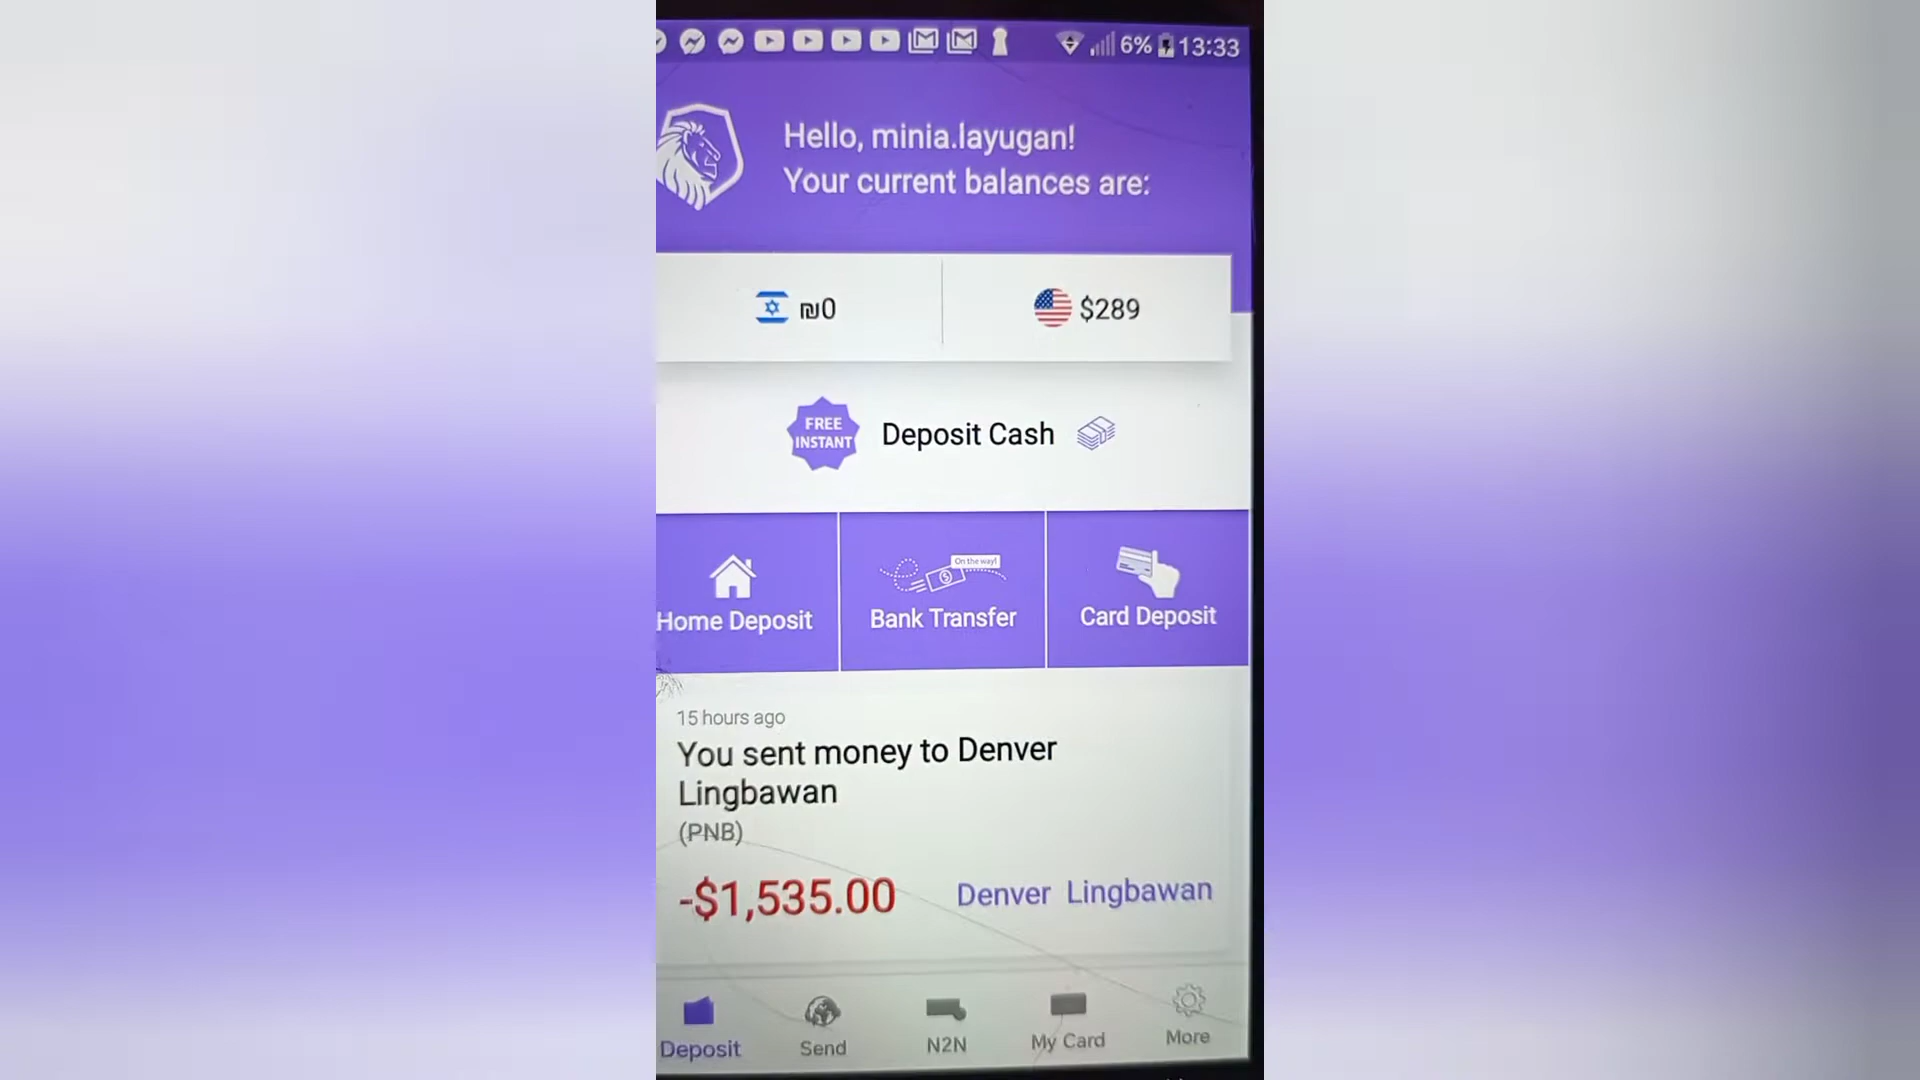 6% 13:33
Hello, minia.layugan!
Your current balances are:
₪0
$289
FREE
INSTANT
Deposit Cash
On the way!
Home Deposit
Bank Transfer
Card Deposit
15 hours ago
You sent money to Denver
Lingbawan
(PNB)
-$1,535.00
Denver Lingbawan
Deposit
Send
N2N
My Card
More